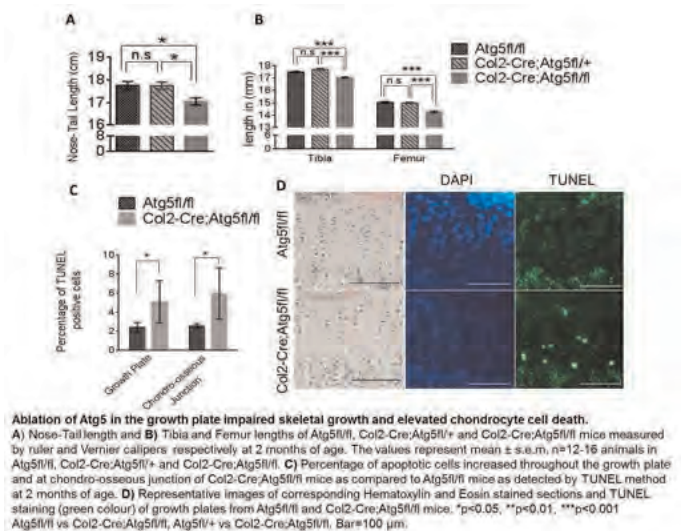 A
Nose-Tail Length (cm)
19
18
17
16
8
0
n.s
*
*
B
length in (mm)
19
18
17
16
15
14
13
6
0
n.s
***
***
n.s
***
***
Tibia
Femur
Atg5fl/fl
Col2-Cre;Atg5fl/+
Col2-Cre;Atg5fl/fl
C
Atg5fl/fl
Col2-Cre;Atg5fl/fl
Percentage of TUNEL
positive cells
10
8
6
4
2
0
*
*
Growth Plate
Chondro-osseous
Junction
D
DAPI
TUNEL
Atg5fl/fl
Col2-Cre;Atg5fl/fl
Ablation of Atg5 in the growth plate impaired skeletal growth and elevated chondrocyte cell death.
A) Nose-Tail length and B) Tibia and Femur lengths of Atg5fl/fl, Col2-Cre;Atg5fl/+ and Col2-Cre;Atg5fl/fl mice measured
by ruler and Vernier calipers respectively at 2 months of age. The values represent mean ± s.e.m, n=12-16 animals in
Atg5fl/fl, Col2-Cre;Atg5fl/+ and Col2-Cre;Atg5fl/fl. C) Percentage of apoptotic cells increased throughout the growth plate
and at chondro-osseous junction of Col2-Cre;Atg5fl/fl mice as compared to Atg5fl/fl mice as detected by TUNEL method
at 2 months of age. D) Representative images of corresponding Hematoxylin and Eosin stained sections and TUNEL
staining (green colour) of growth plates from Atg5fl/fl and Col2-Cre;Atg5fl/fl mice. *p<0.05, **p<0.01, ***p<0.001
Atg5fl/fl vs Col2-Cre;Atg5fl/fl, Atg5fl/+ vs Col2-Cre;Atg5fl/fl. Bar=100 µm.